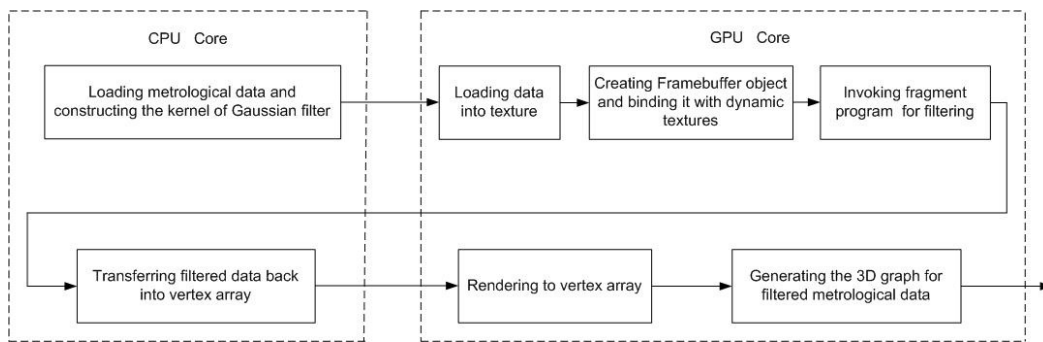 CPU Core
GPU Core
Loading metrological data and
constructing the kernel of Gaussian filter
Loading data
into texture
Creating Framebuffer object
and binding it with dynamic
textures
Invoking fragment
program for filtering
Transferring filtered data back
into vertex array
Rendering to vertex array
Generating the 3D graph for
filtered metrological data